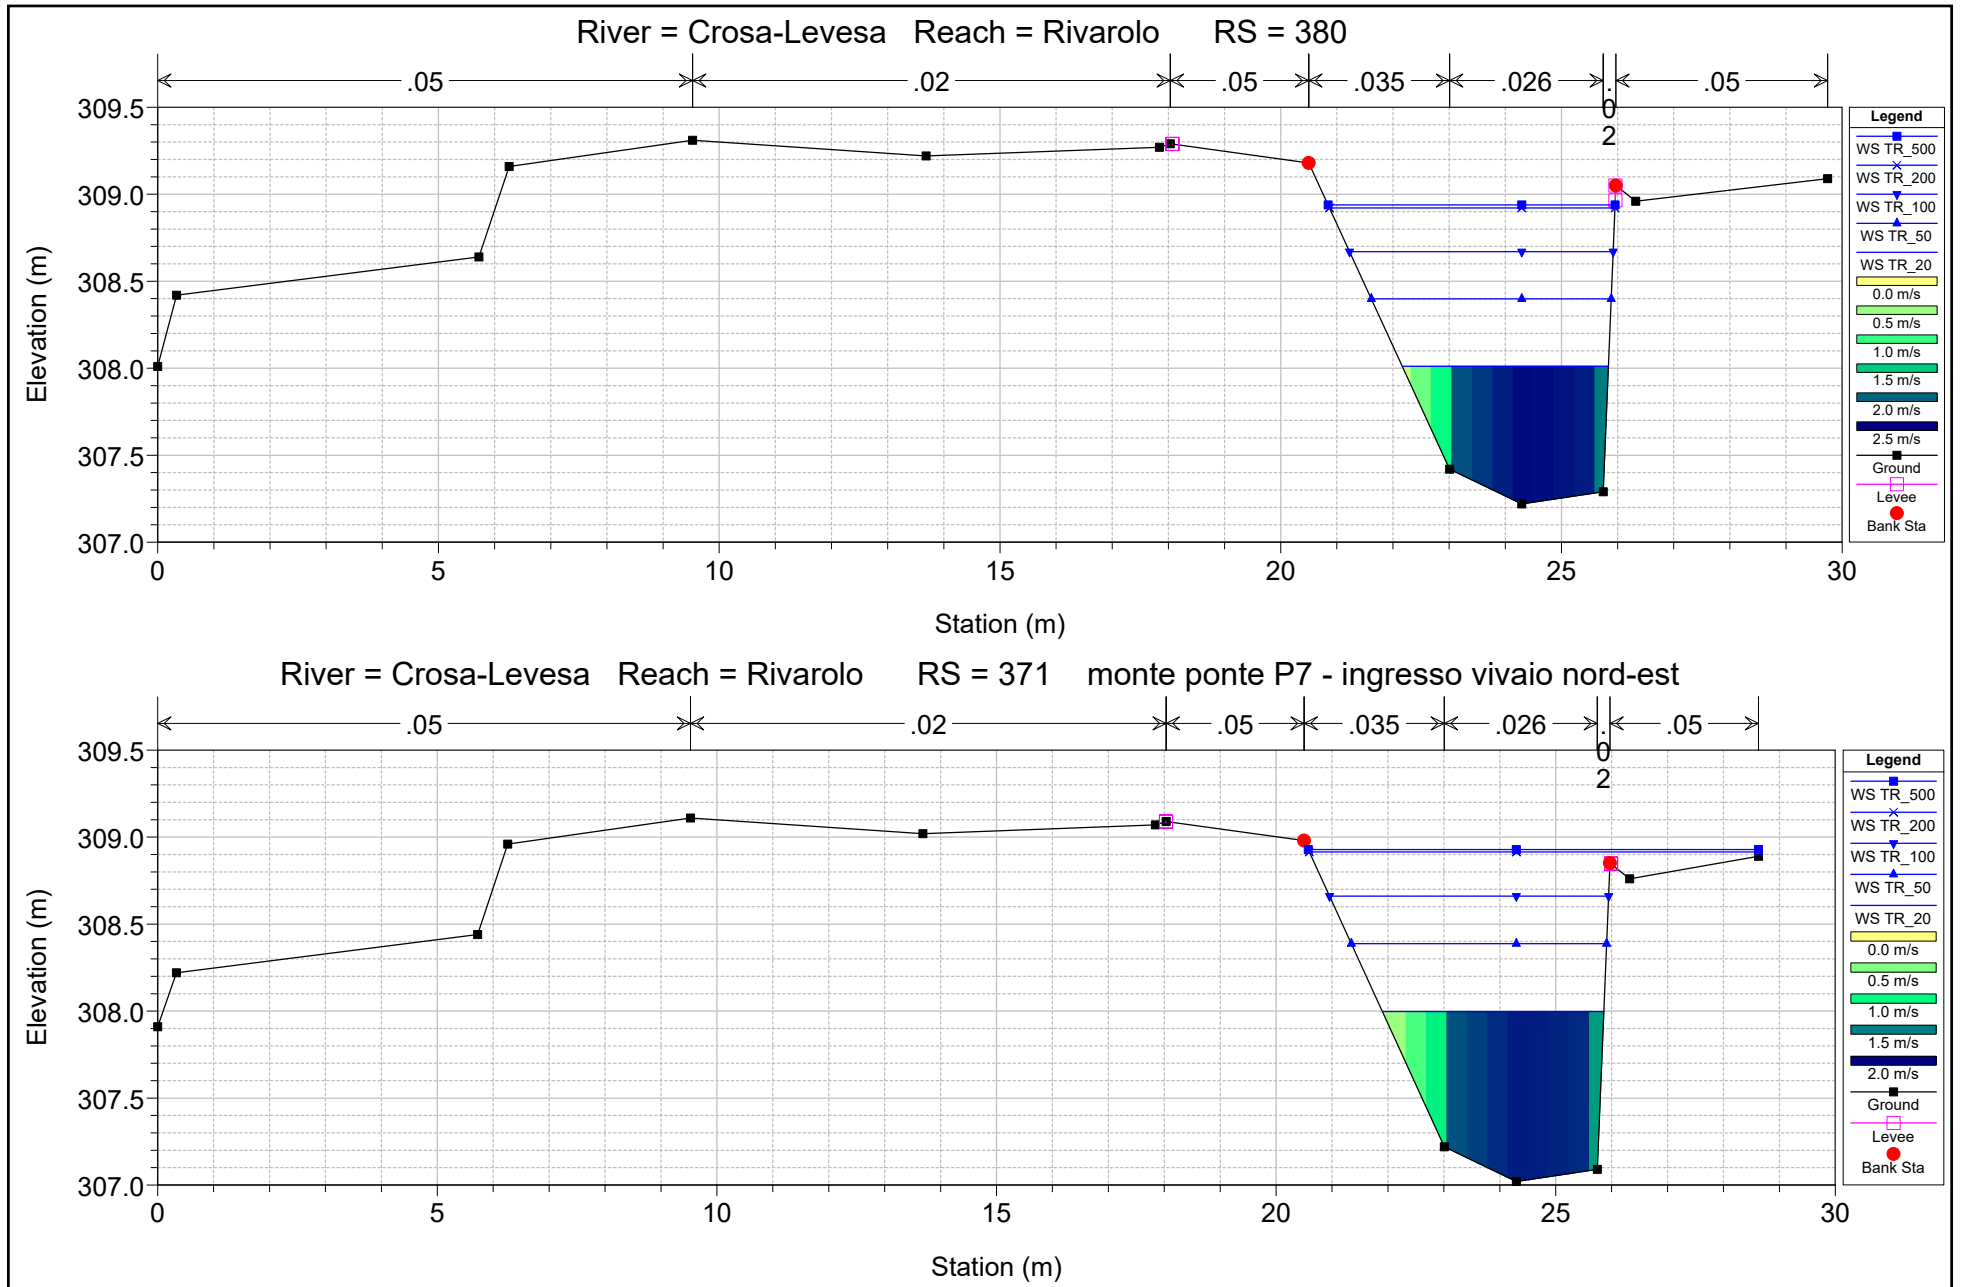 River = Crosa-Levesa Reach = Rivarolo RS = 380
.05 .02 .05 .035 .026 .02 .05
309.5
309.0
308.5
308.0
307.5
307.0
Elevation (m)
0 5 10 15 20 25 30
Station (m)
Legend
WS TR_500
WS TR_200
WS TR_100
WS TR_50
WS TR_20
0.0 m/s
0.5 m/s
1.0 m/s
1.5 m/s
2.0 m/s
2.5 m/s
Ground
Levee
Bank Sta
River = Crosa-Levesa Reach = Rivarolo RS = 371 monte ponte P7 - ingresso vivaio nord-est
.05 .02 .05 .035 .026 .02 .05
309.5
309.0
308.5
308.0
307.5
307.0
Elevation (m)
0 5 10 15 20 25 30
Station (m)
Legend
WS TR_500
WS TR_200
WS TR_100
WS TR_50
WS TR_20
0.0 m/s
0.5 m/s
1.0 m/s
1.5 m/s
2.0 m/s
Ground
Levee
Bank Sta